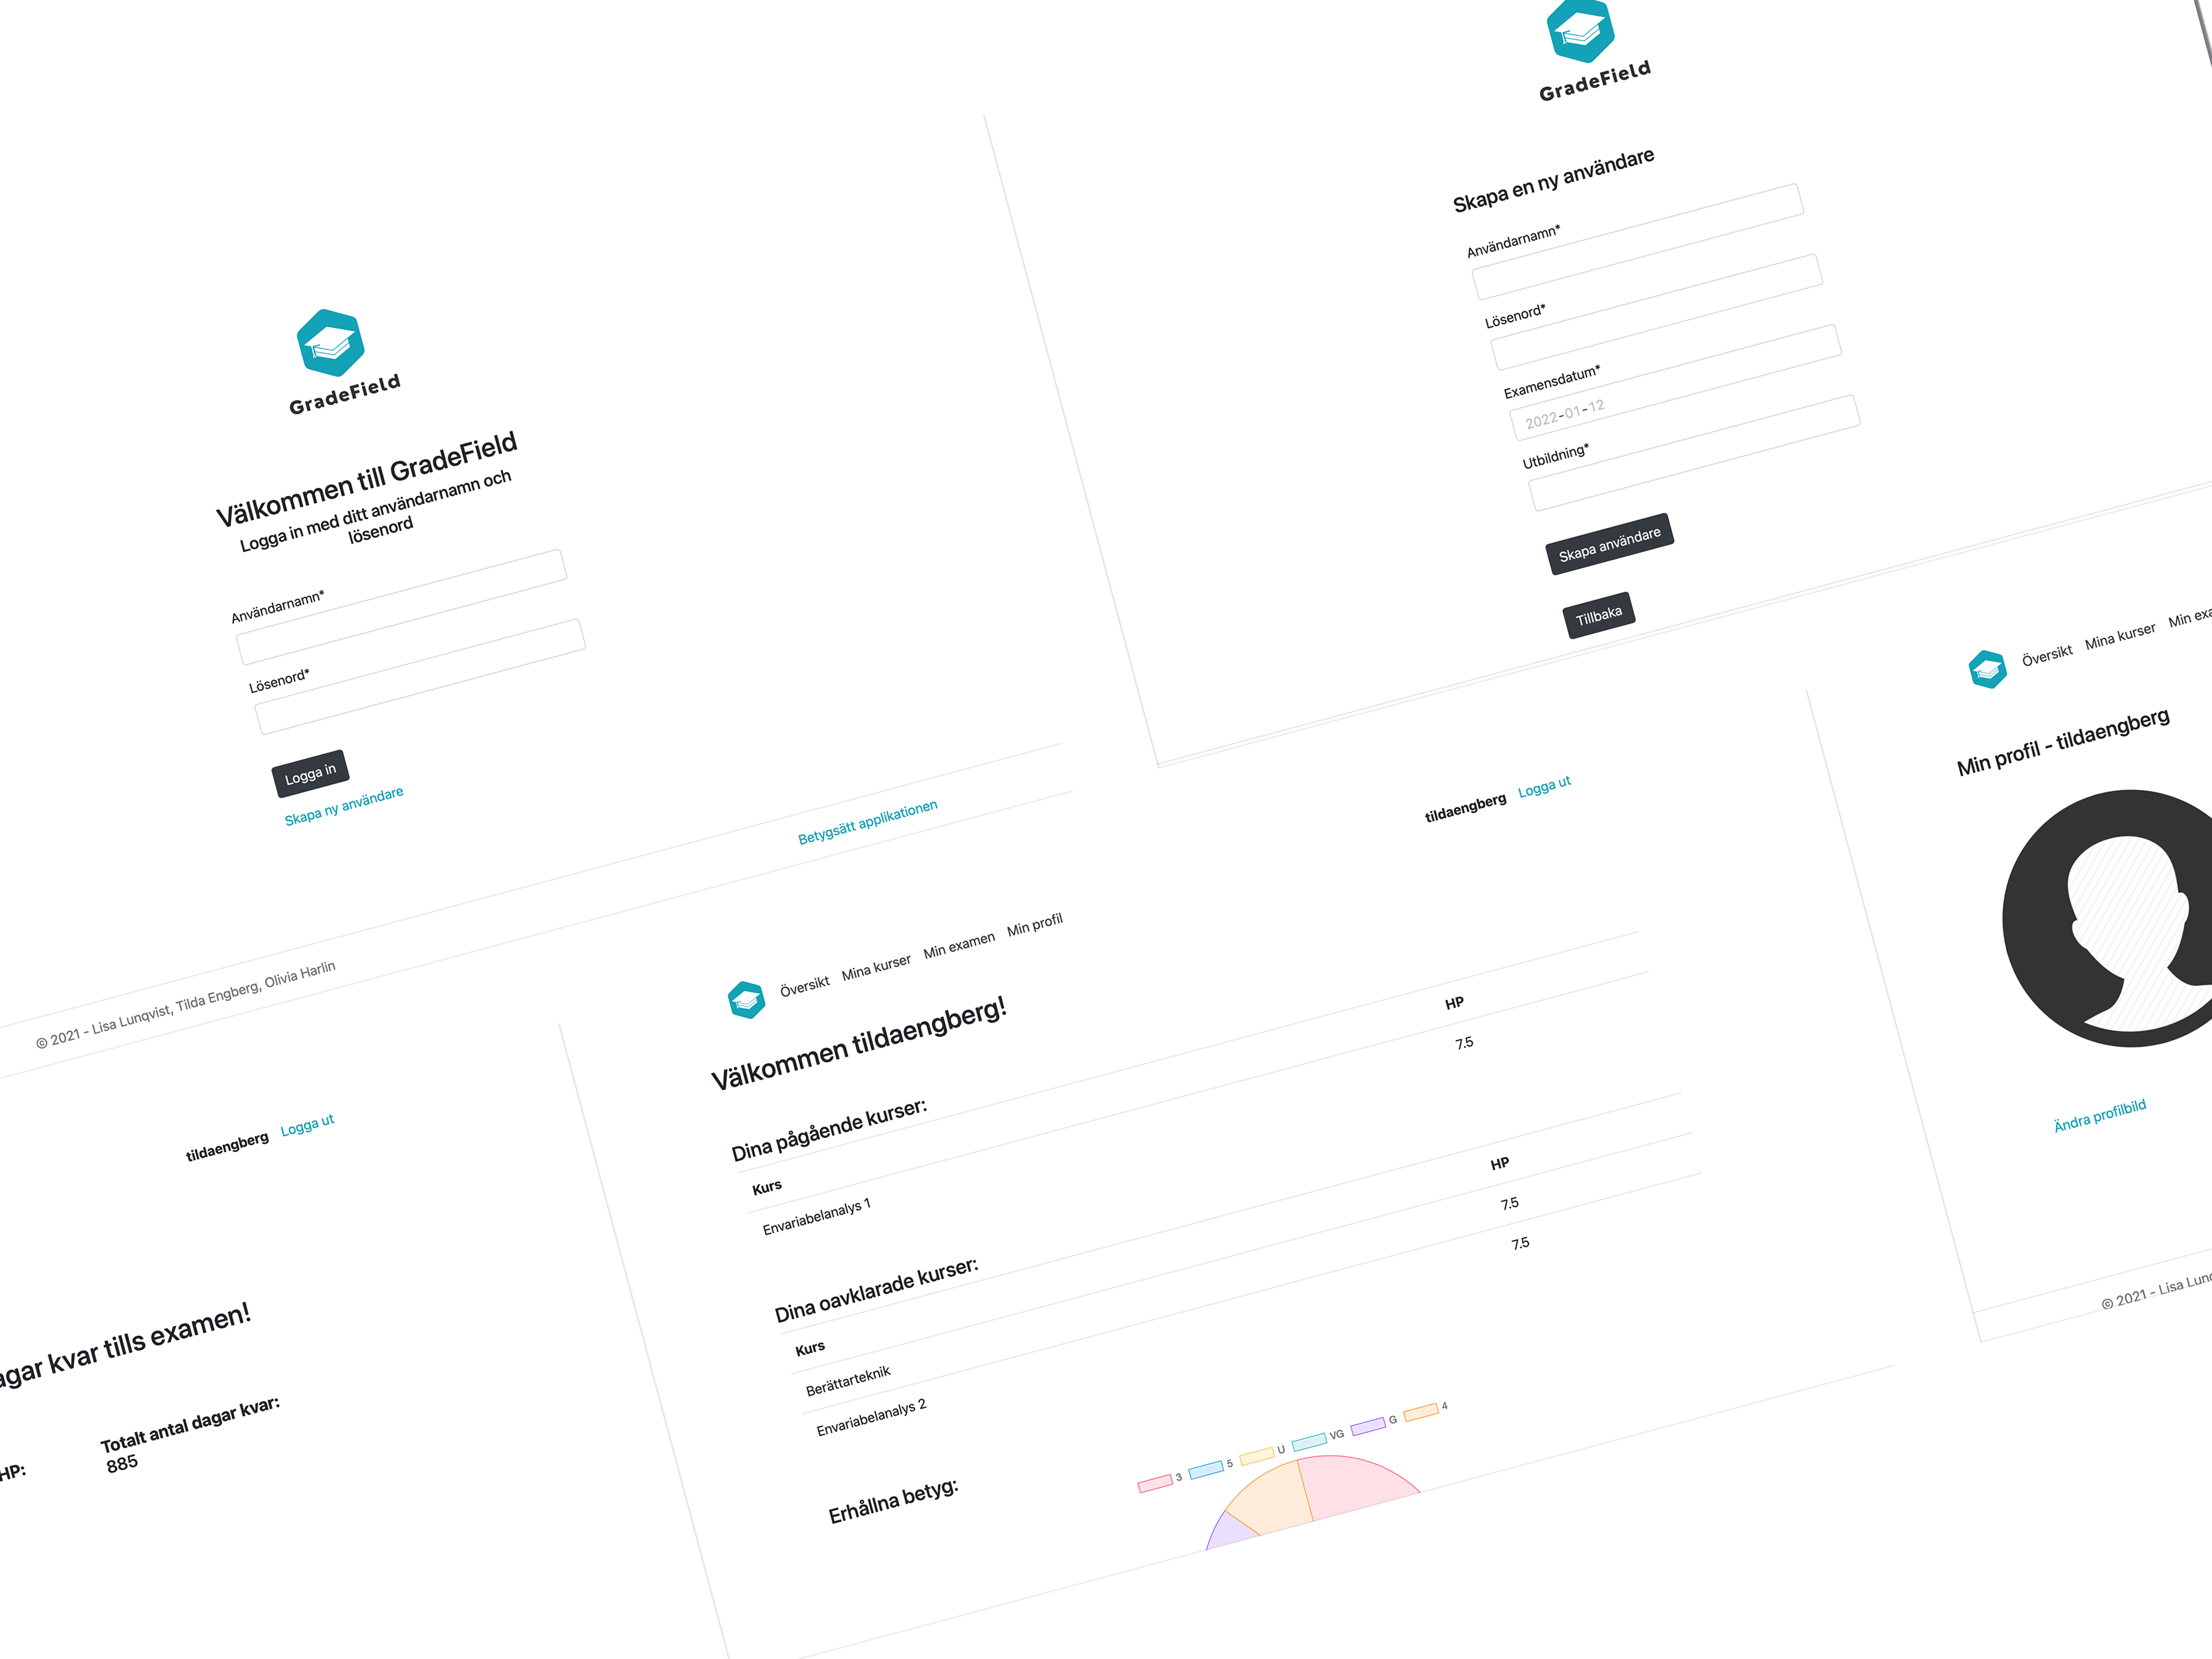 GradeField
Välkommen till GradeField
Logga in med ditt användarnamn och
lösenord
Användarnamn*
Lösenord*
Logga in
Skapa ny användare
© 2021 - Lisa Lunqvist, Tilda Engberg, Olivia Harlin
Betygsätt applikationen
GradeField
Skapa en ny användare
Användarnamn*
Lösenord*
Examensdatum*
2022-01-12
Utbildning*
Skapa användare
Tillbaka
tildaengberg Logga ut
kvar tills examen!
HP:
Totalt antal dagar kvar:
885
Översikt Mina kurser Min examen Min profil
tildaengberg Logga ut
Välkommen tildaengberg!
Dina pågående kurser:
Kurs HP
Envariabelanalys 1 7.5
Dina oavklarade kurser:
Kurs HP
Berättarteknik 7.5
Envariabelanalys 2 7.5
Erhållna betyg:
3 5 U VG G 4
Översikt Mina kurser Min
Min profil - tildaengberg
Ändra profilbild
© 2021 - Lisa